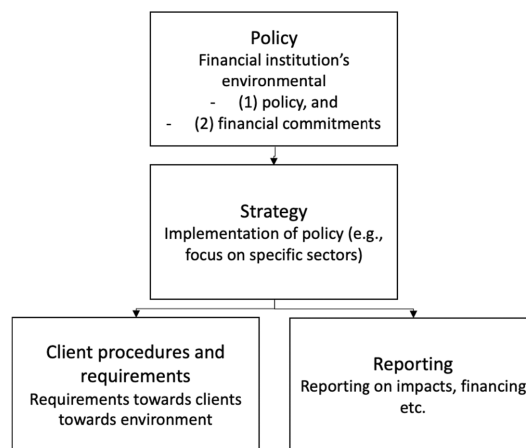 Policy
Financial institution's
environmental
- (1) policy, and
- (2) financial commitments
Strategy
Implementation of policy (e.g.,
focus on specific sectors)
Client procedures and
requirements
Requirements towards clients
towards environment
Reporting
Reporting on impacts, financing
etc.